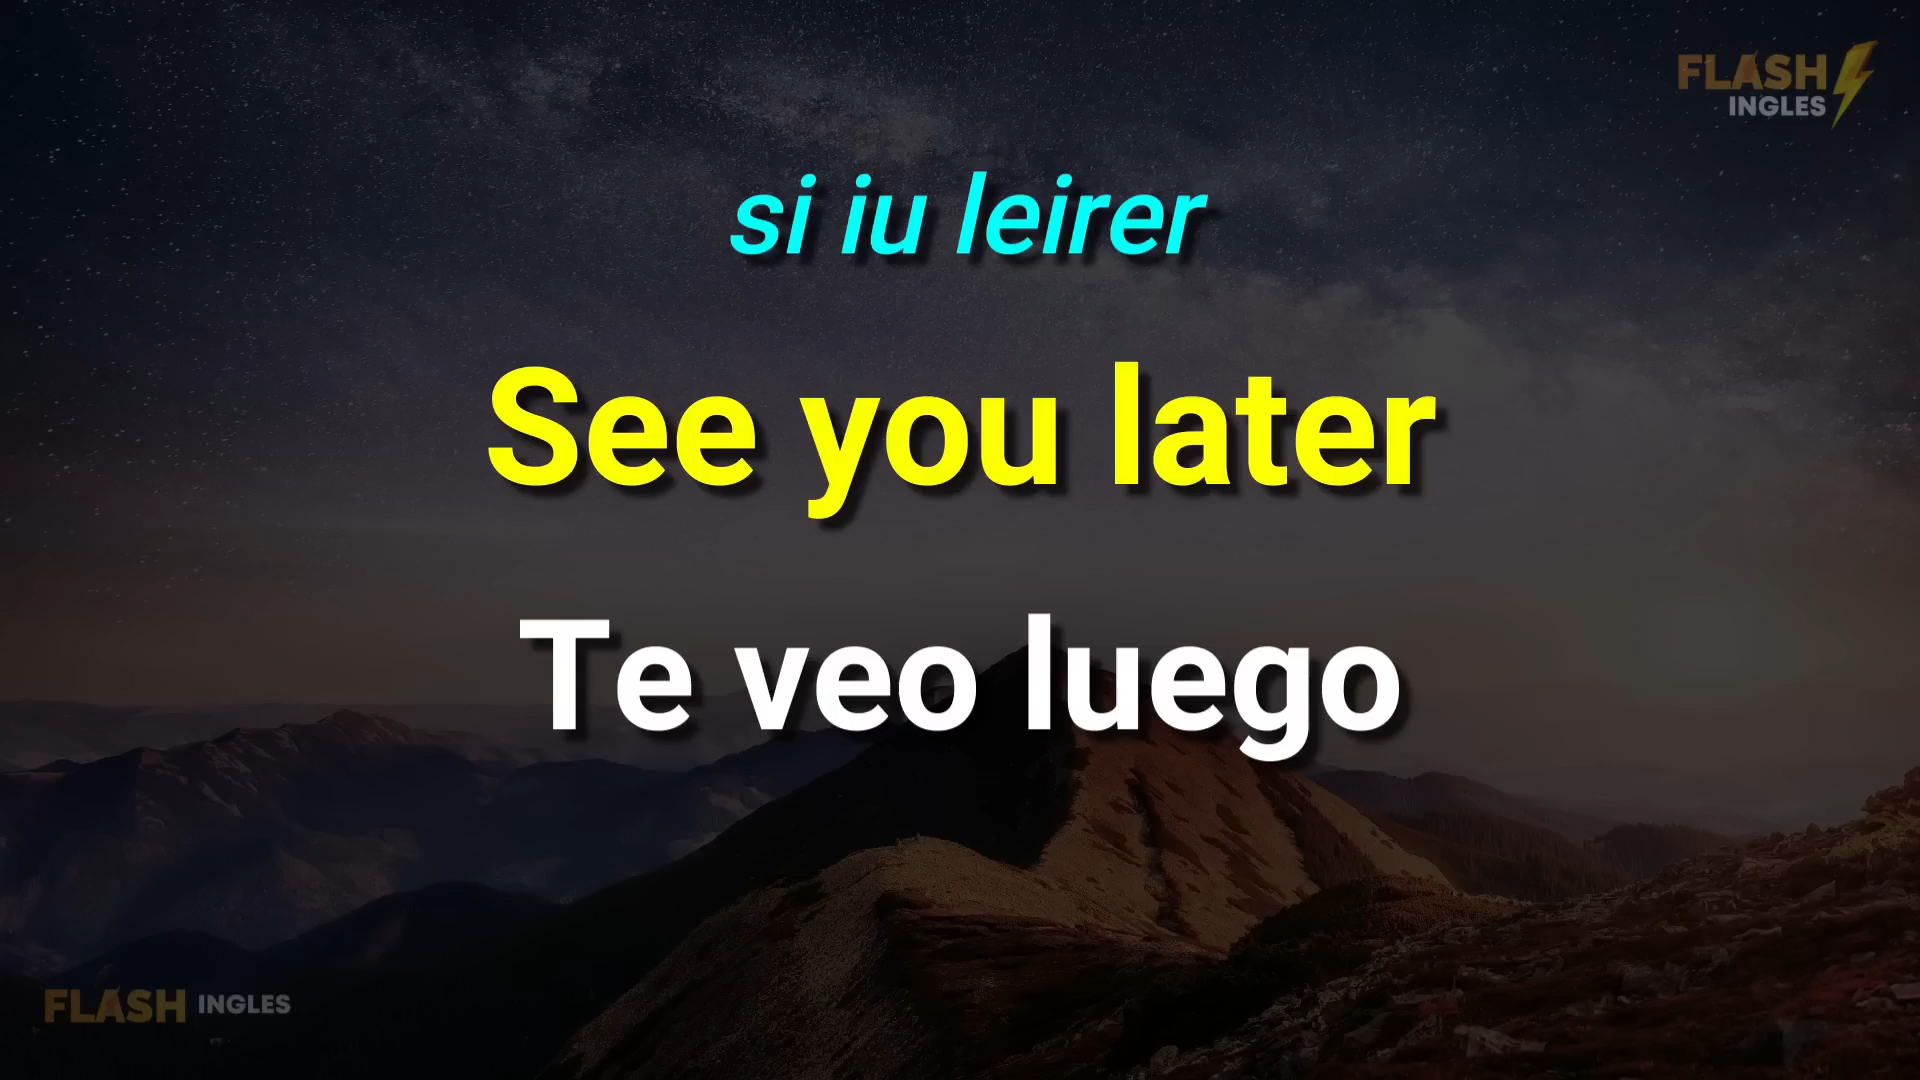 FLASH
INGLES
si iu leirer
See you later
Te veo luego
FLASH INGLES